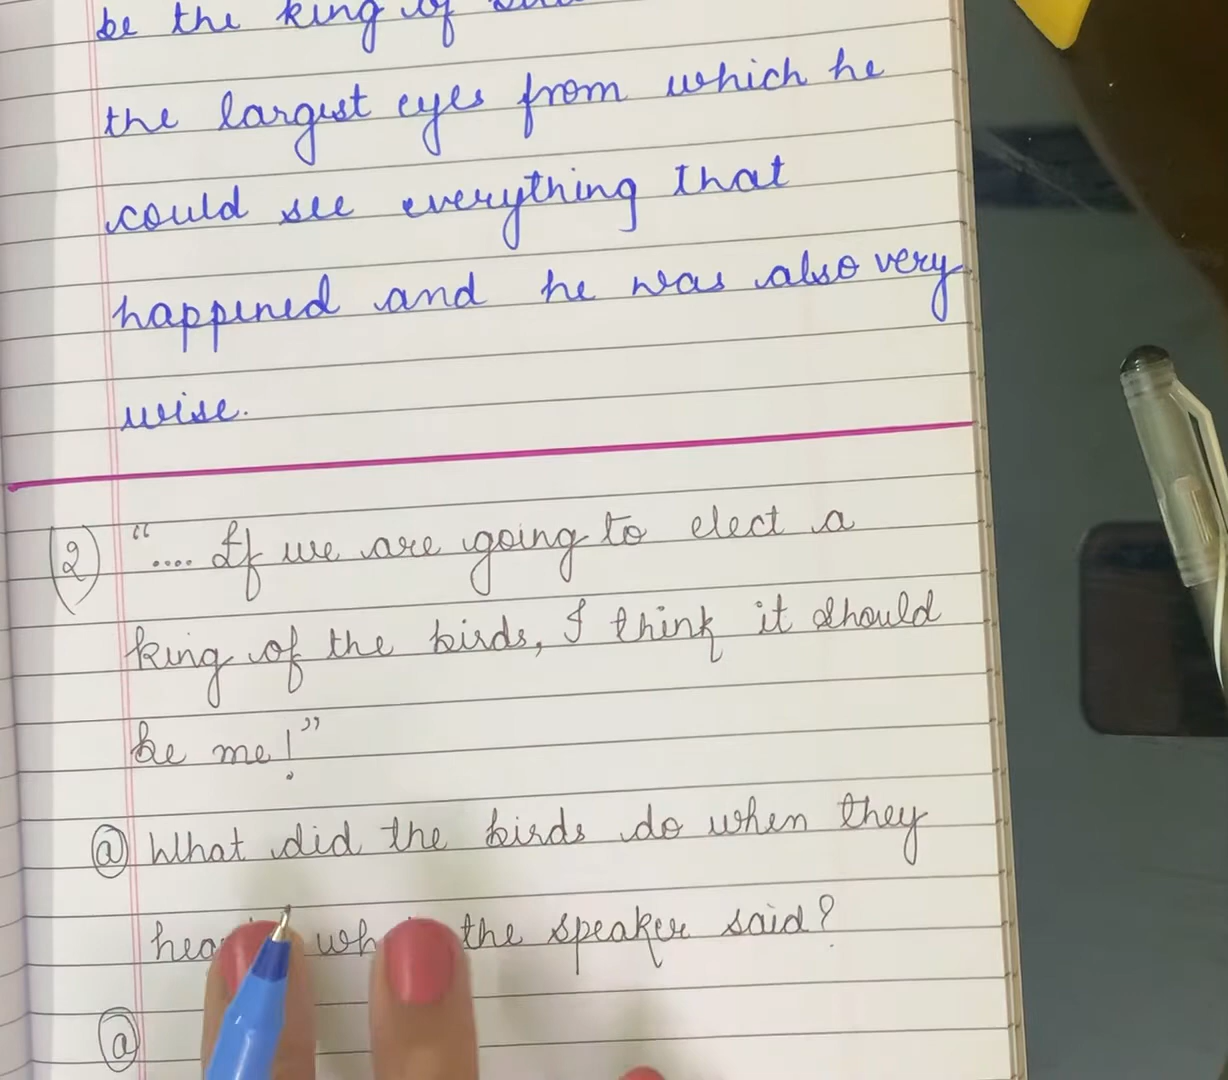 be the king of
the largest eyes from which he
could see everything that
happened and he was also very
wise.
(2) ".... If we are going to elect a
king of the birds, I think it should
be me!"
(a) What did the birds do when they
the speaker said?
(a)